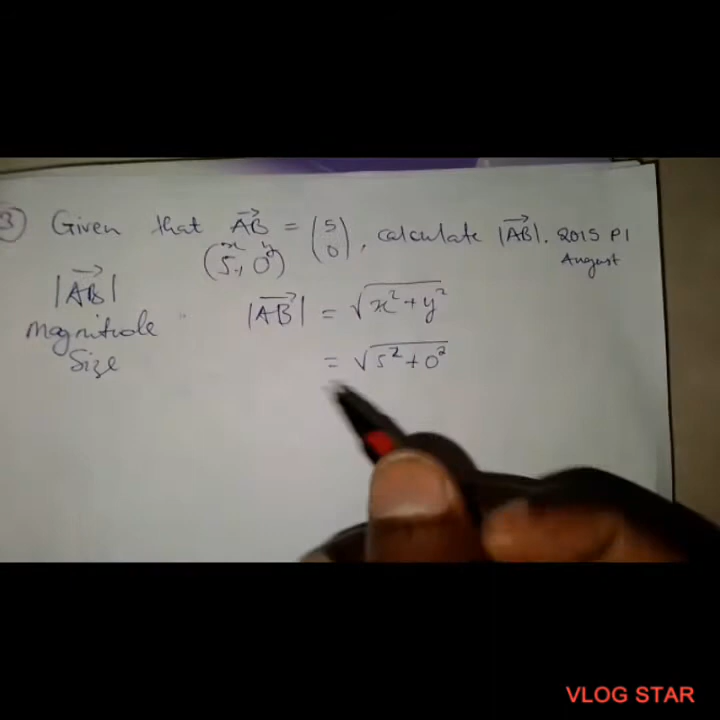 3 Given that AB = (5 0), calculate |AB|. 2015 P1
August
x y
(5, 0)
|AB|
magnitude
Size
|AB| = √x²+y²
= √5²+0²
VLOG STAR